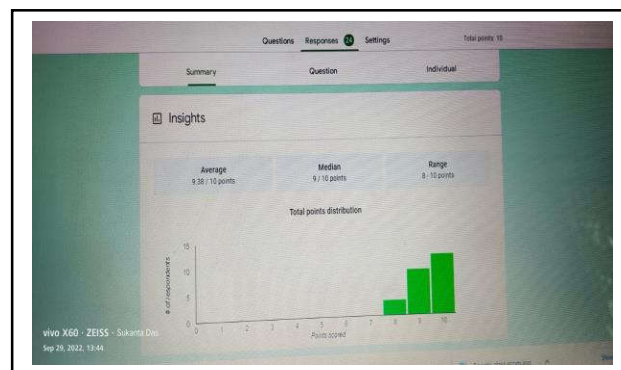 Questions Responses 24 Settings Total points: 10
Summary Question Individual
Insights
Average Median Range
9.38 / 10 points 9 / 10 points 8 - 10 points
Total points distribution
15
10
5
0
# of respondents
0 1 2 3 4 5 6 7 8 9 10
Points scored
vivo X60 · ZEISS · Sukanta Das
Sep 29, 2022, 13:44